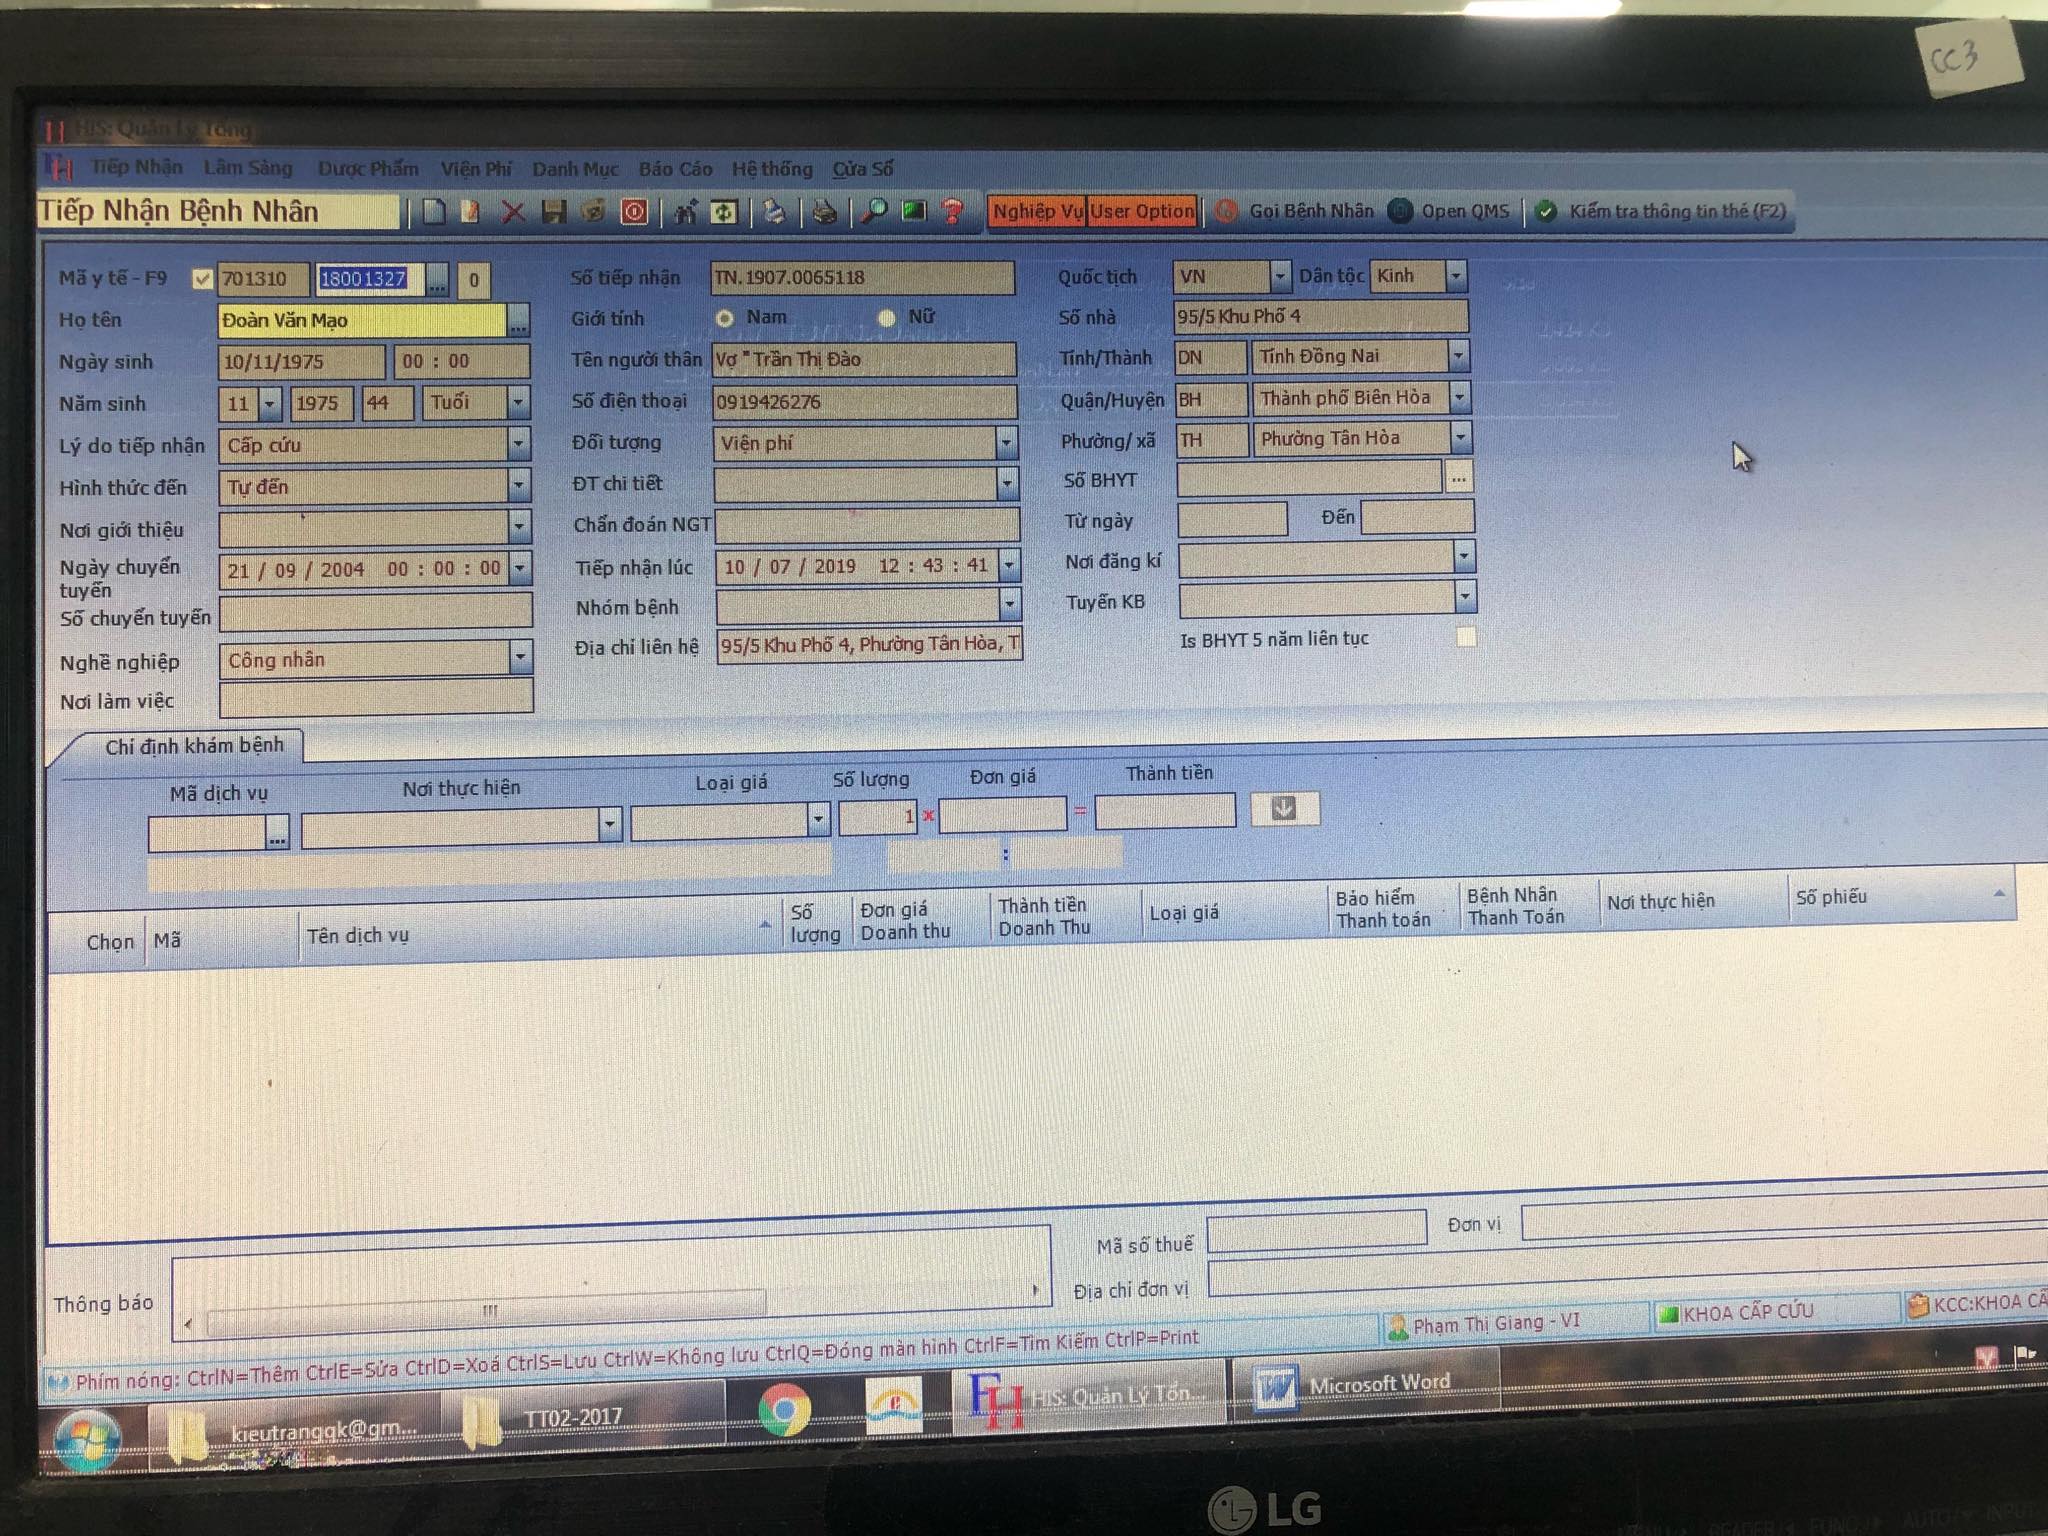 CC3
HIS: Quản Lý Tổng
Tiếp Nhận Lâm Sàng Dược Phẩm Viện Phí Danh Mục Báo Cáo Hệ thống Cửa Sổ
Tiếp Nhận Bệnh Nhân Nghiệp Vụ User Option Gọi Bệnh Nhân Open QMS Kiểm tra thông tin thẻ (F2)
Mã y tế - F9 701310 18001327 ... 0 Số tiếp nhận TN.1907.0065118 Quốc tịch VN Dân tộc Kinh
Họ tên Đoàn Văn Mạo ... Giới tính Nam Nữ Số nhà 95/5 Khu Phố 4
Ngày sinh 10/11/1975 00 : 00 Tên người thân Vợ " Trần Thị Đào Tỉnh/Thành DN Tỉnh Đồng Nai
Năm sinh 11 1975 44 Tuổi Số điện thoại 0919426276 Quận/Huyện BH Thành phố Biên Hòa
Lý do tiếp nhận Cấp cứu Đối tượng Viện phí Phường/ xã TH Phường Tân Hòa
Hình thức đến Tự đến ĐT chi tiết Số BHYT ...
Nơi giới thiệu Chẩn đoán NGT Từ ngày Đến
Ngày chuyển tuyến 21 / 09 / 2004 00 : 00 : 00 Tiếp nhận lúc 10 / 07 / 2019 12 : 43 : 41 Nơi đăng kí
Số chuyển tuyến Nhóm bệnh Tuyến KB
Nghề nghiệp Công nhân Địa chỉ liên hệ 95/5 Khu Phố 4, Phường Tân Hòa, T Is BHYT 5 năm liên tục
Nơi làm việc
Chỉ định khám bệnh
Mã dịch vụ Nơi thực hiện Loại giá Số lượng Đơn giá Thành tiền
... 1 x =
:
Chọn Mã Tên dịch vụ Số lượng Đơn giá Doanh thu Thành tiền Doanh Thu Loại giá Bảo hiểm Thanh toán Bệnh Nhân Thanh Toán Nơi thực hiện Số phiếu
Mã số thuế Đơn vị
Thông báo Địa chỉ đơn vị
Phím nóng: CtrlN=Thêm CtrlE=Sửa CtrlD=Xoá CtrlS=Lưu CtrlW=Không lưu CtrlQ=Đóng màn hình CtrlF=Tìm Kiếm CtrlP=Print Phạm Thị Giang - VI KHOA CẤP CỨU KCC:KHOA CẤ
kieutrangqk@gm... TT02-2017 HIS: Quản Lý Tổn... Microsoft Word
LG